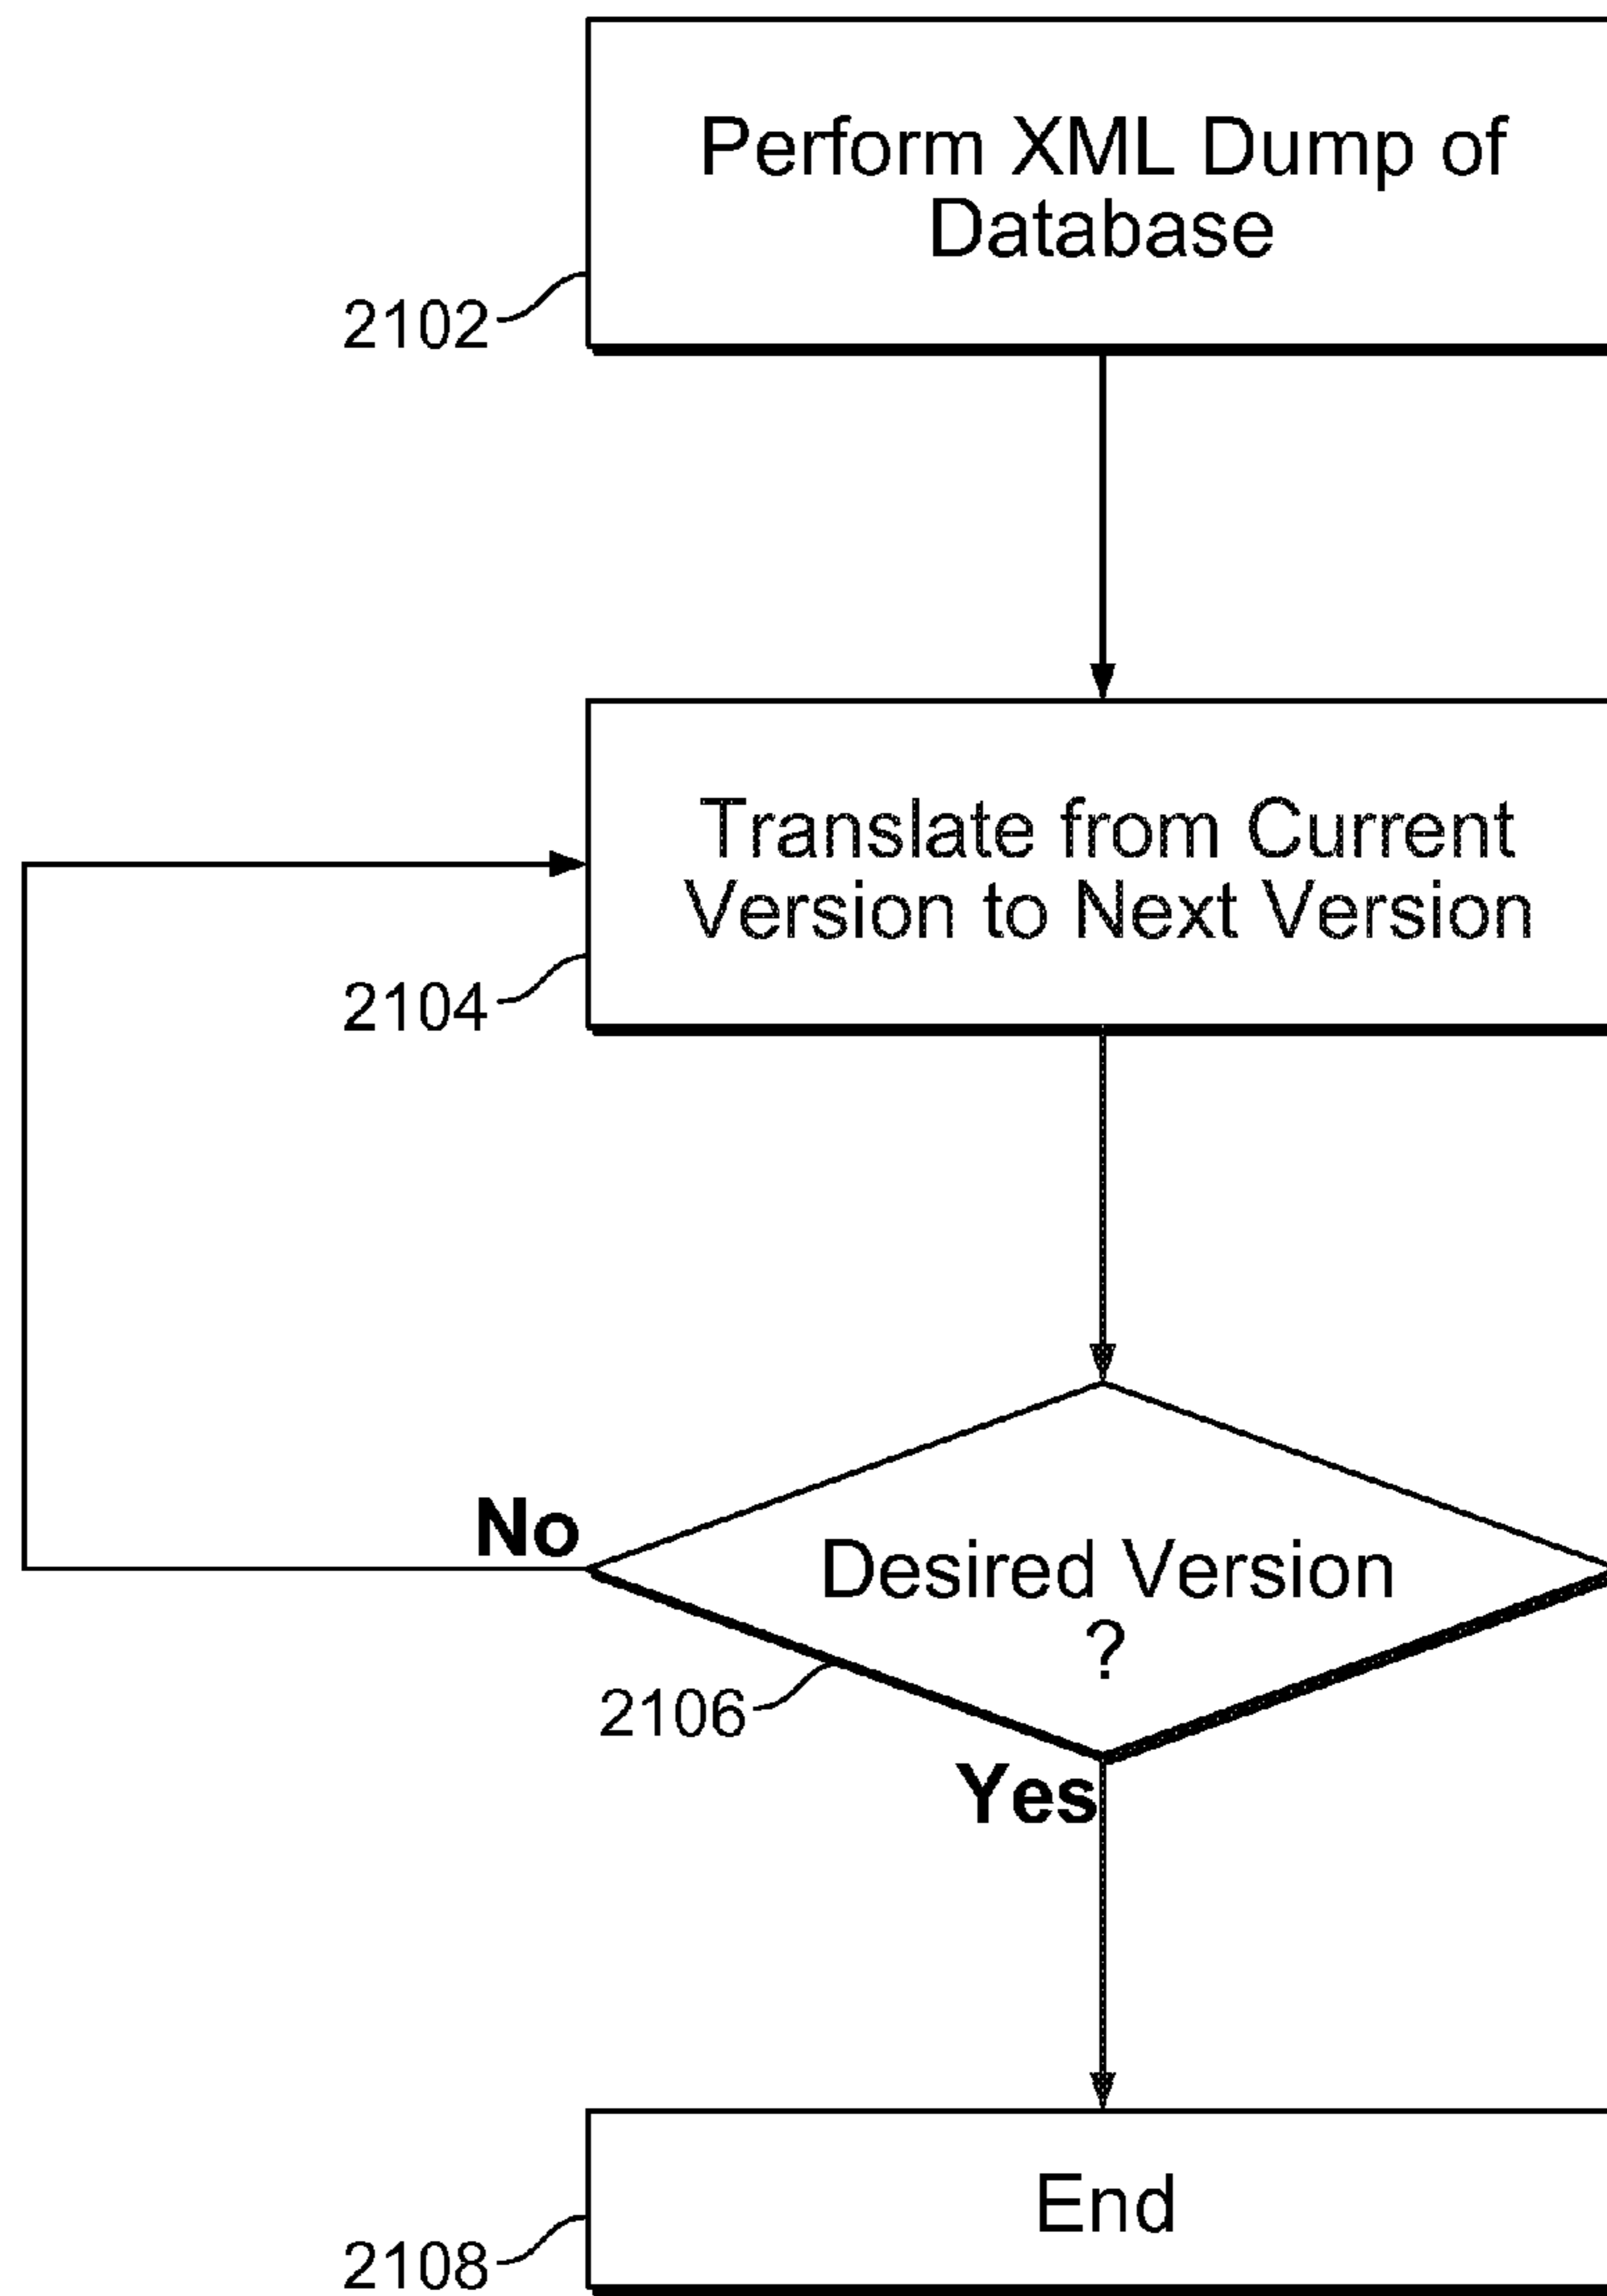 Perform XML Dump of
Database
2102
Translate from Current
Version to Next Version
2104
No
Desired Version
?
2106
Yes
End
2108